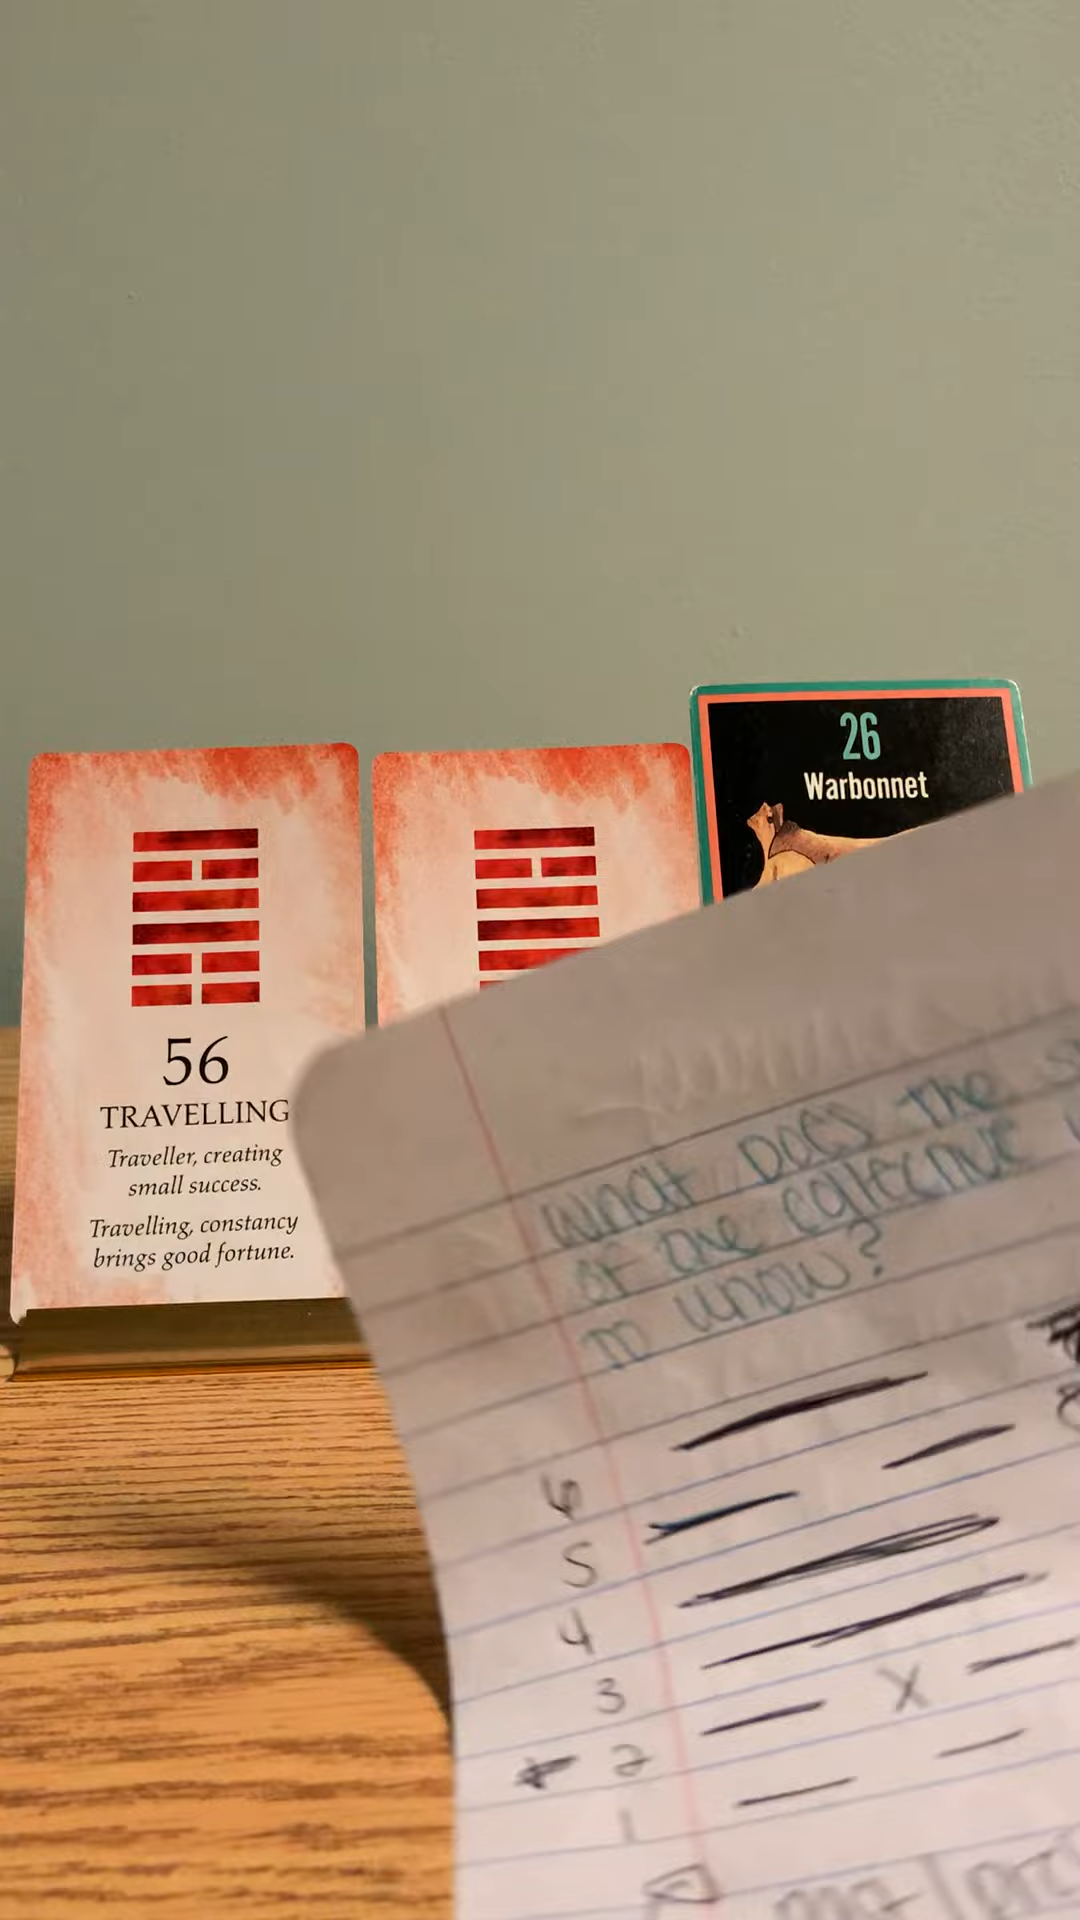 26
Warbonnet
56
TRAVELLING
Traveller, creating
small success.
Travelling, constancy
brings good fortune.
What Does the
of are collective
to know?
6
5
4
3
X
2
1